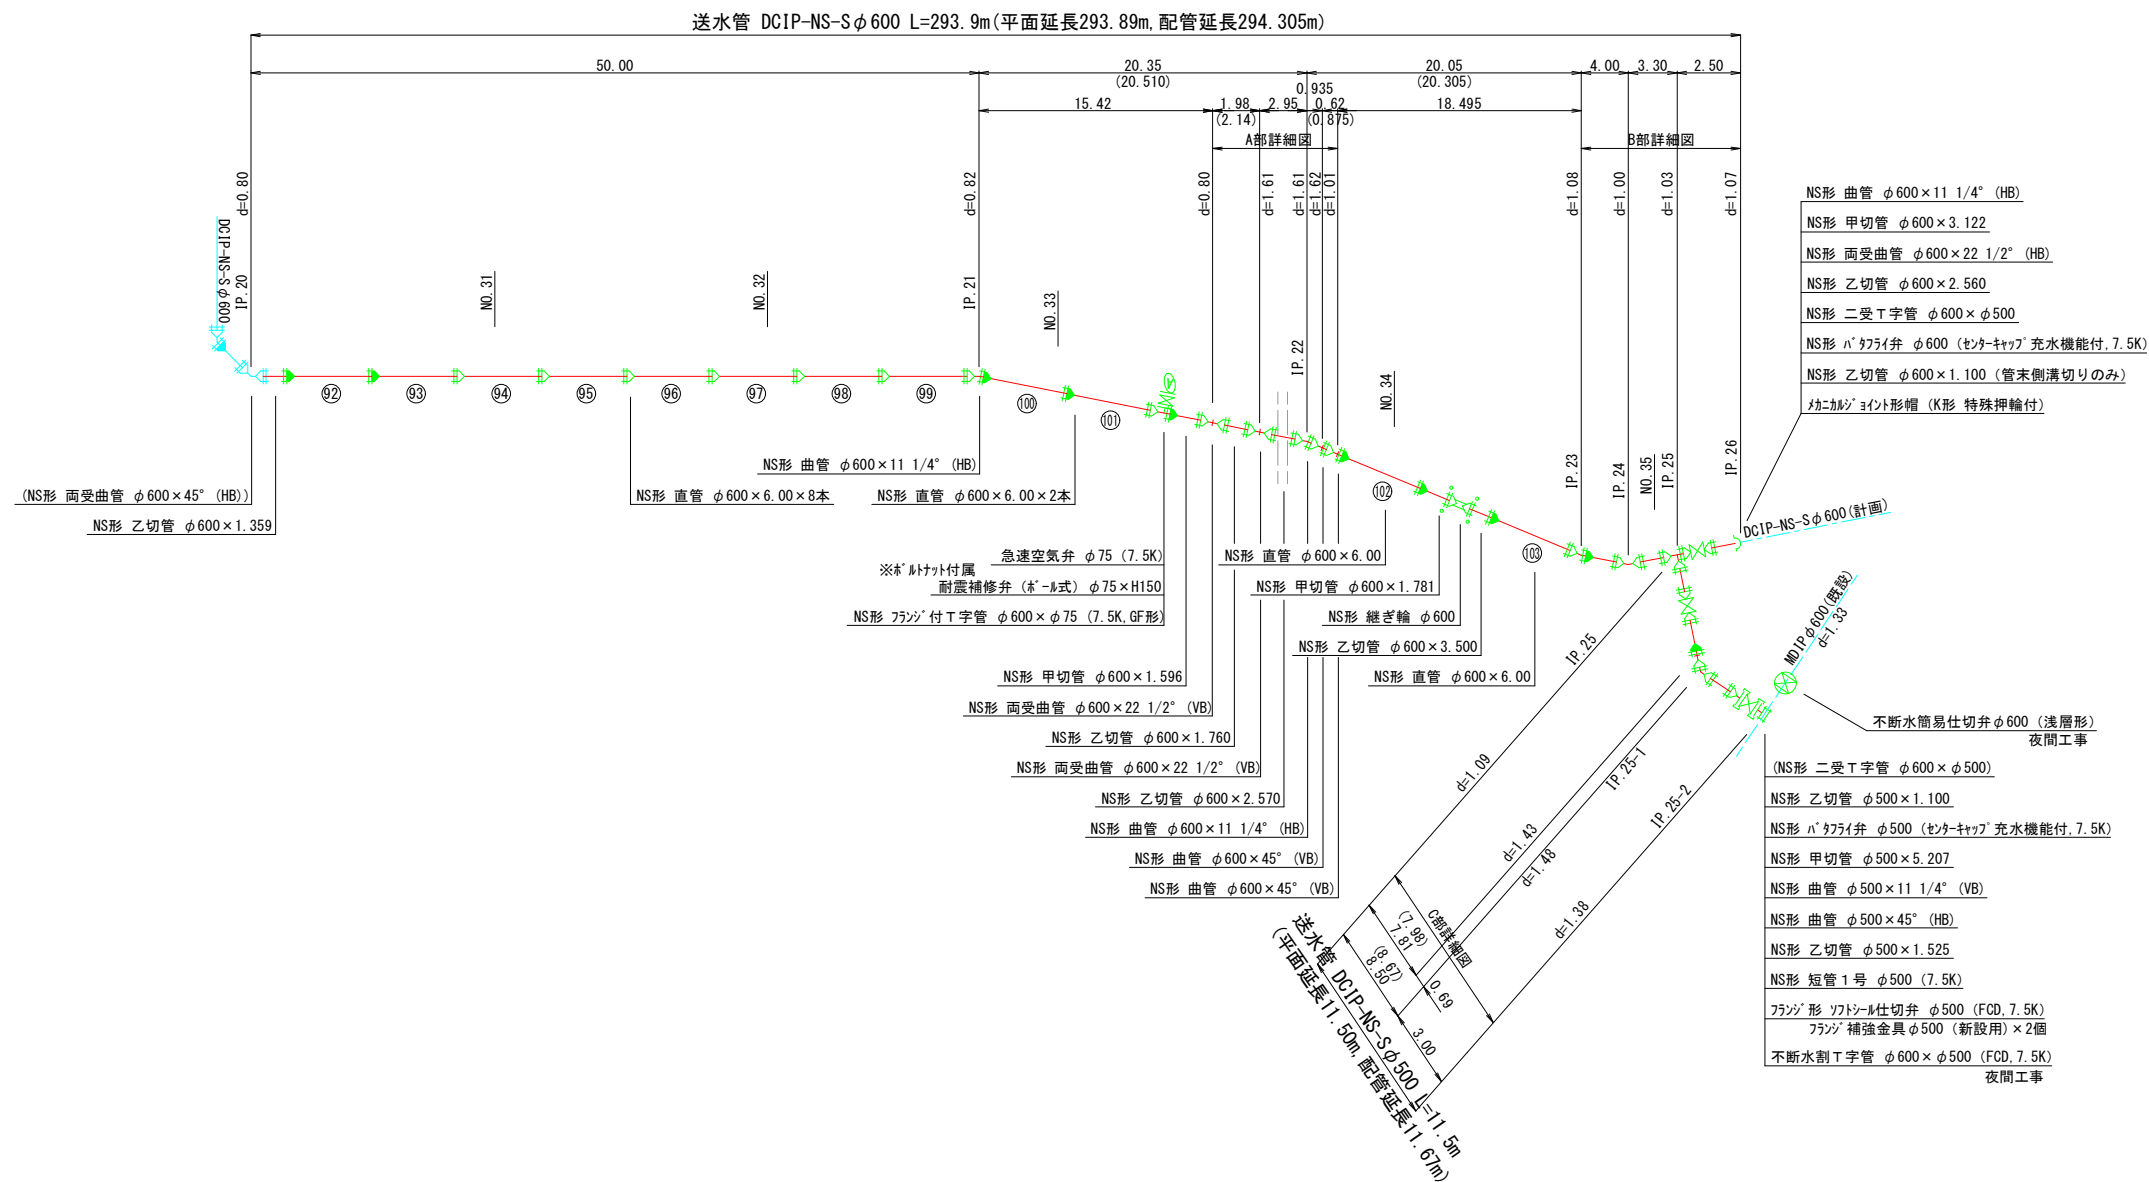 送水管 DCIP-NS-Sφ600 L=293.9m(平面延長293.89m,配管延長294.305m)
50.00
20.35
(20.510)
20.05
(20.305)
4.00
3.30
2.50
15.42
1.98
(2.14)
2.95
0.935
0.62
(0.875)
18.495
A部詳細図
B部詳細図
d=0.80
d=0.82
d=0.80
d=1.61
d=1.61
d=1.62
d=1.01
d=1.08
d=1.00
d=1.03
d=1.07
DCIP-NS-Sφ600
IP.20
NO.31
NO.32
IP.21
NO.33
IP.22
NO.34
IP.23
IP.24
NO.35
IP.25
IP.26
92
93
94
95
96
97
98
99
100
101
102
103
NS形 曲管 φ600×11 1/4° (HB)
NS形 甲切管 φ600×3.122
NS形 両受曲管 φ600×22 1/2° (HB)
NS形 乙切管 φ600×2.560
NS形 二受T字管 φ600×φ500
NS形 バタフライ弁 φ600 (センターキャップ充水機能付,7.5K)
NS形 乙切管 φ600×1.100 (管末側溝切りのみ)
メカニカルジョイント形帽 (K形 特殊押輪付)
(NS形 両受曲管 φ600×45° (HB))
NS形 乙切管 φ600×1.359
NS形 直管 φ600×6.00×8本
NS形 曲管 φ600×11 1/4° (HB)
NS形 直管 φ600×6.00×2本
急速空気弁 φ75 (7.5K)
※ボルトナット付属
耐震補修弁 (ボール式) φ75×H150
NS形 フランジ付T字管 φ600×φ75 (7.5K,GF形)
NS形 甲切管 φ600×1.596
NS形 両受曲管 φ600×22 1/2° (VB)
NS形 乙切管 φ600×1.760
NS形 両受曲管 φ600×22 1/2° (VB)
NS形 乙切管 φ600×2.570
NS形 曲管 φ600×11 1/4° (HB)
NS形 曲管 φ600×45° (VB)
NS形 曲管 φ600×45° (VB)
NS形 直管 φ600×6.00
NS形 甲切管 φ600×1.781
NS形 継ぎ輪 φ600
NS形 乙切管 φ600×3.500
NS形 直管 φ600×6.00
DCIP-NS-Sφ600(計画)
MDIPφ600(既設)
d=1.33
不断水簡易仕切弁φ600 (浅層形)
夜間工事
(NS形 二受T字管 φ600×φ500)
NS形 乙切管 φ500×1.100
NS形 バタフライ弁 φ500 (センターキャップ充水機能付,7.5K)
NS形 甲切管 φ500×5.207
NS形 曲管 φ500×11 1/4° (VB)
NS形 曲管 φ500×45° (HB)
NS形 乙切管 φ500×1.525
NS形 短管1号 φ500 (7.5K)
フランジ形 ソフトシール仕切弁 φ500 (FCD,7.5K)
フランジ補強金具φ500 (新設用)×2個
不断水割T字管 φ600×φ500 (FCD,7.5K)
夜間工事
IP.25
d=1.09
IP.25-1
d=1.43
d=1.48
IP.25-2
d=1.38
C部詳細図
(7.98)
7.81
(8.67)
8.50
0.69
3.00
送水管 DCIP-NS-Sφ500 L=11.5m
(平面延長11.50m,配管延長11.67m)